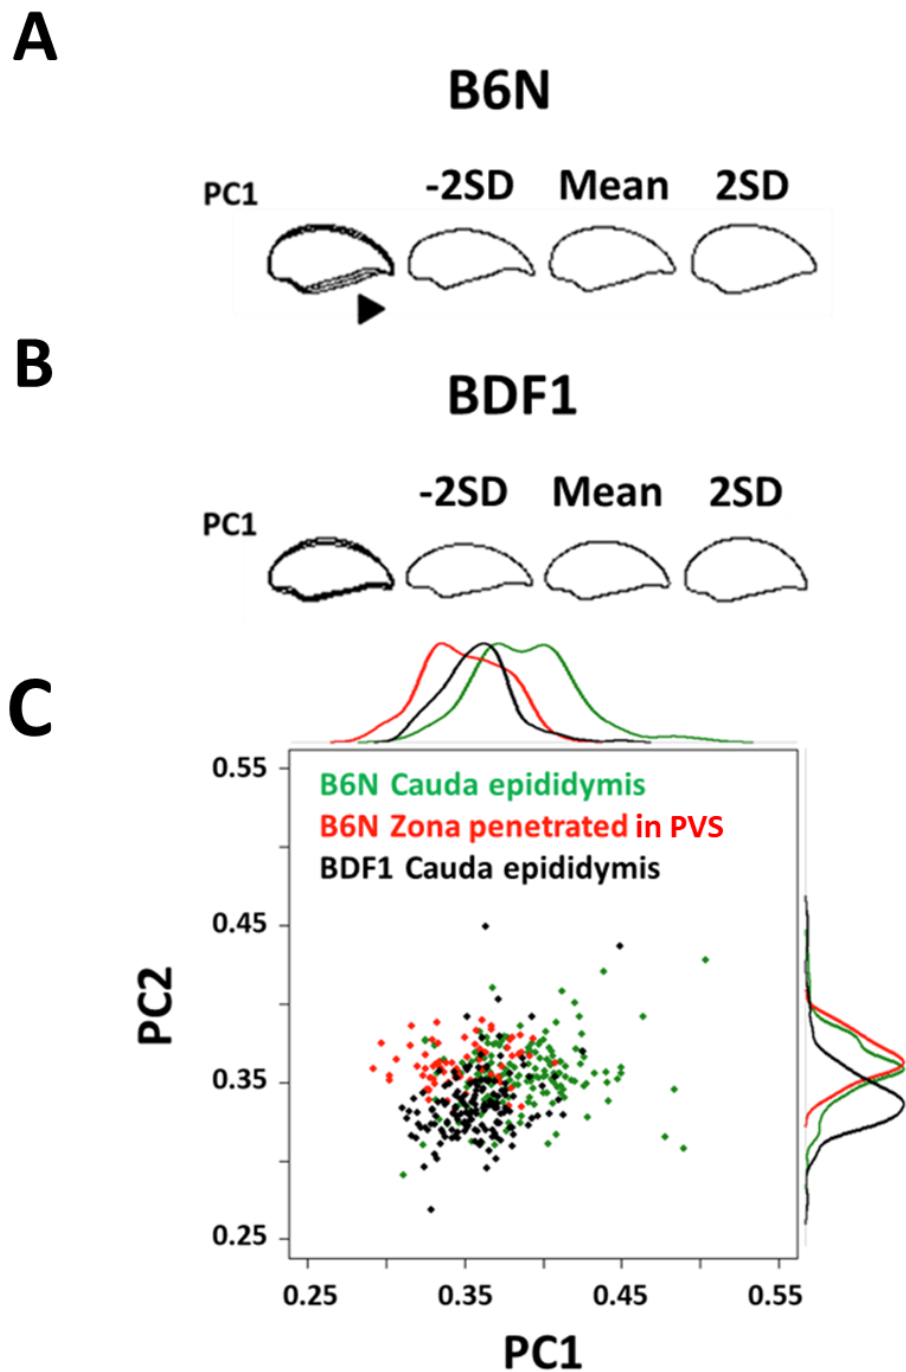 A
B6N
PC1 -2SD Mean 2SD
B
BDF1
PC1 -2SD Mean 2SD
C
0.55
B6N Cauda epididymis
B6N Zona penetrated in PVS
BDF1 Cauda epididymis
0.45
PC2
0.35
0.25
0.25 0.35 0.45 0.55
PC1